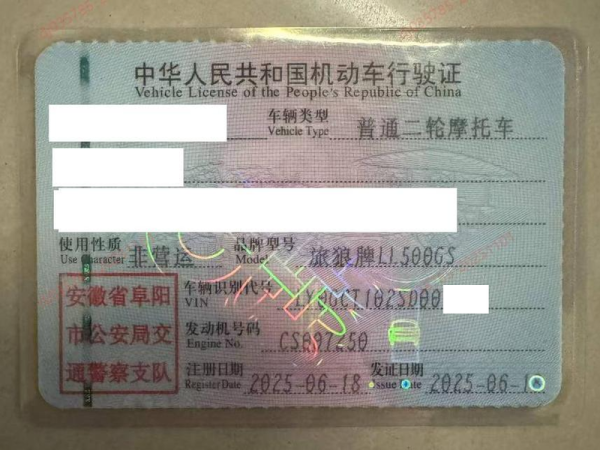 中华人民共和国机动车行驶证
Vehicle License of the People's Republic of China
车辆类型 普通二轮摩托车
Vehicle Type
使用性质 非营运 品牌型号 旅狼牌LL500GS
Use Character Model
安徽省阜阳
市公安局交
通警察支队
车辆识别代号
VIN
发动机号码 CS097250
Engine No.
注册日期 2025-06-18 发证日期 2025-06-
Register Date Issue Date